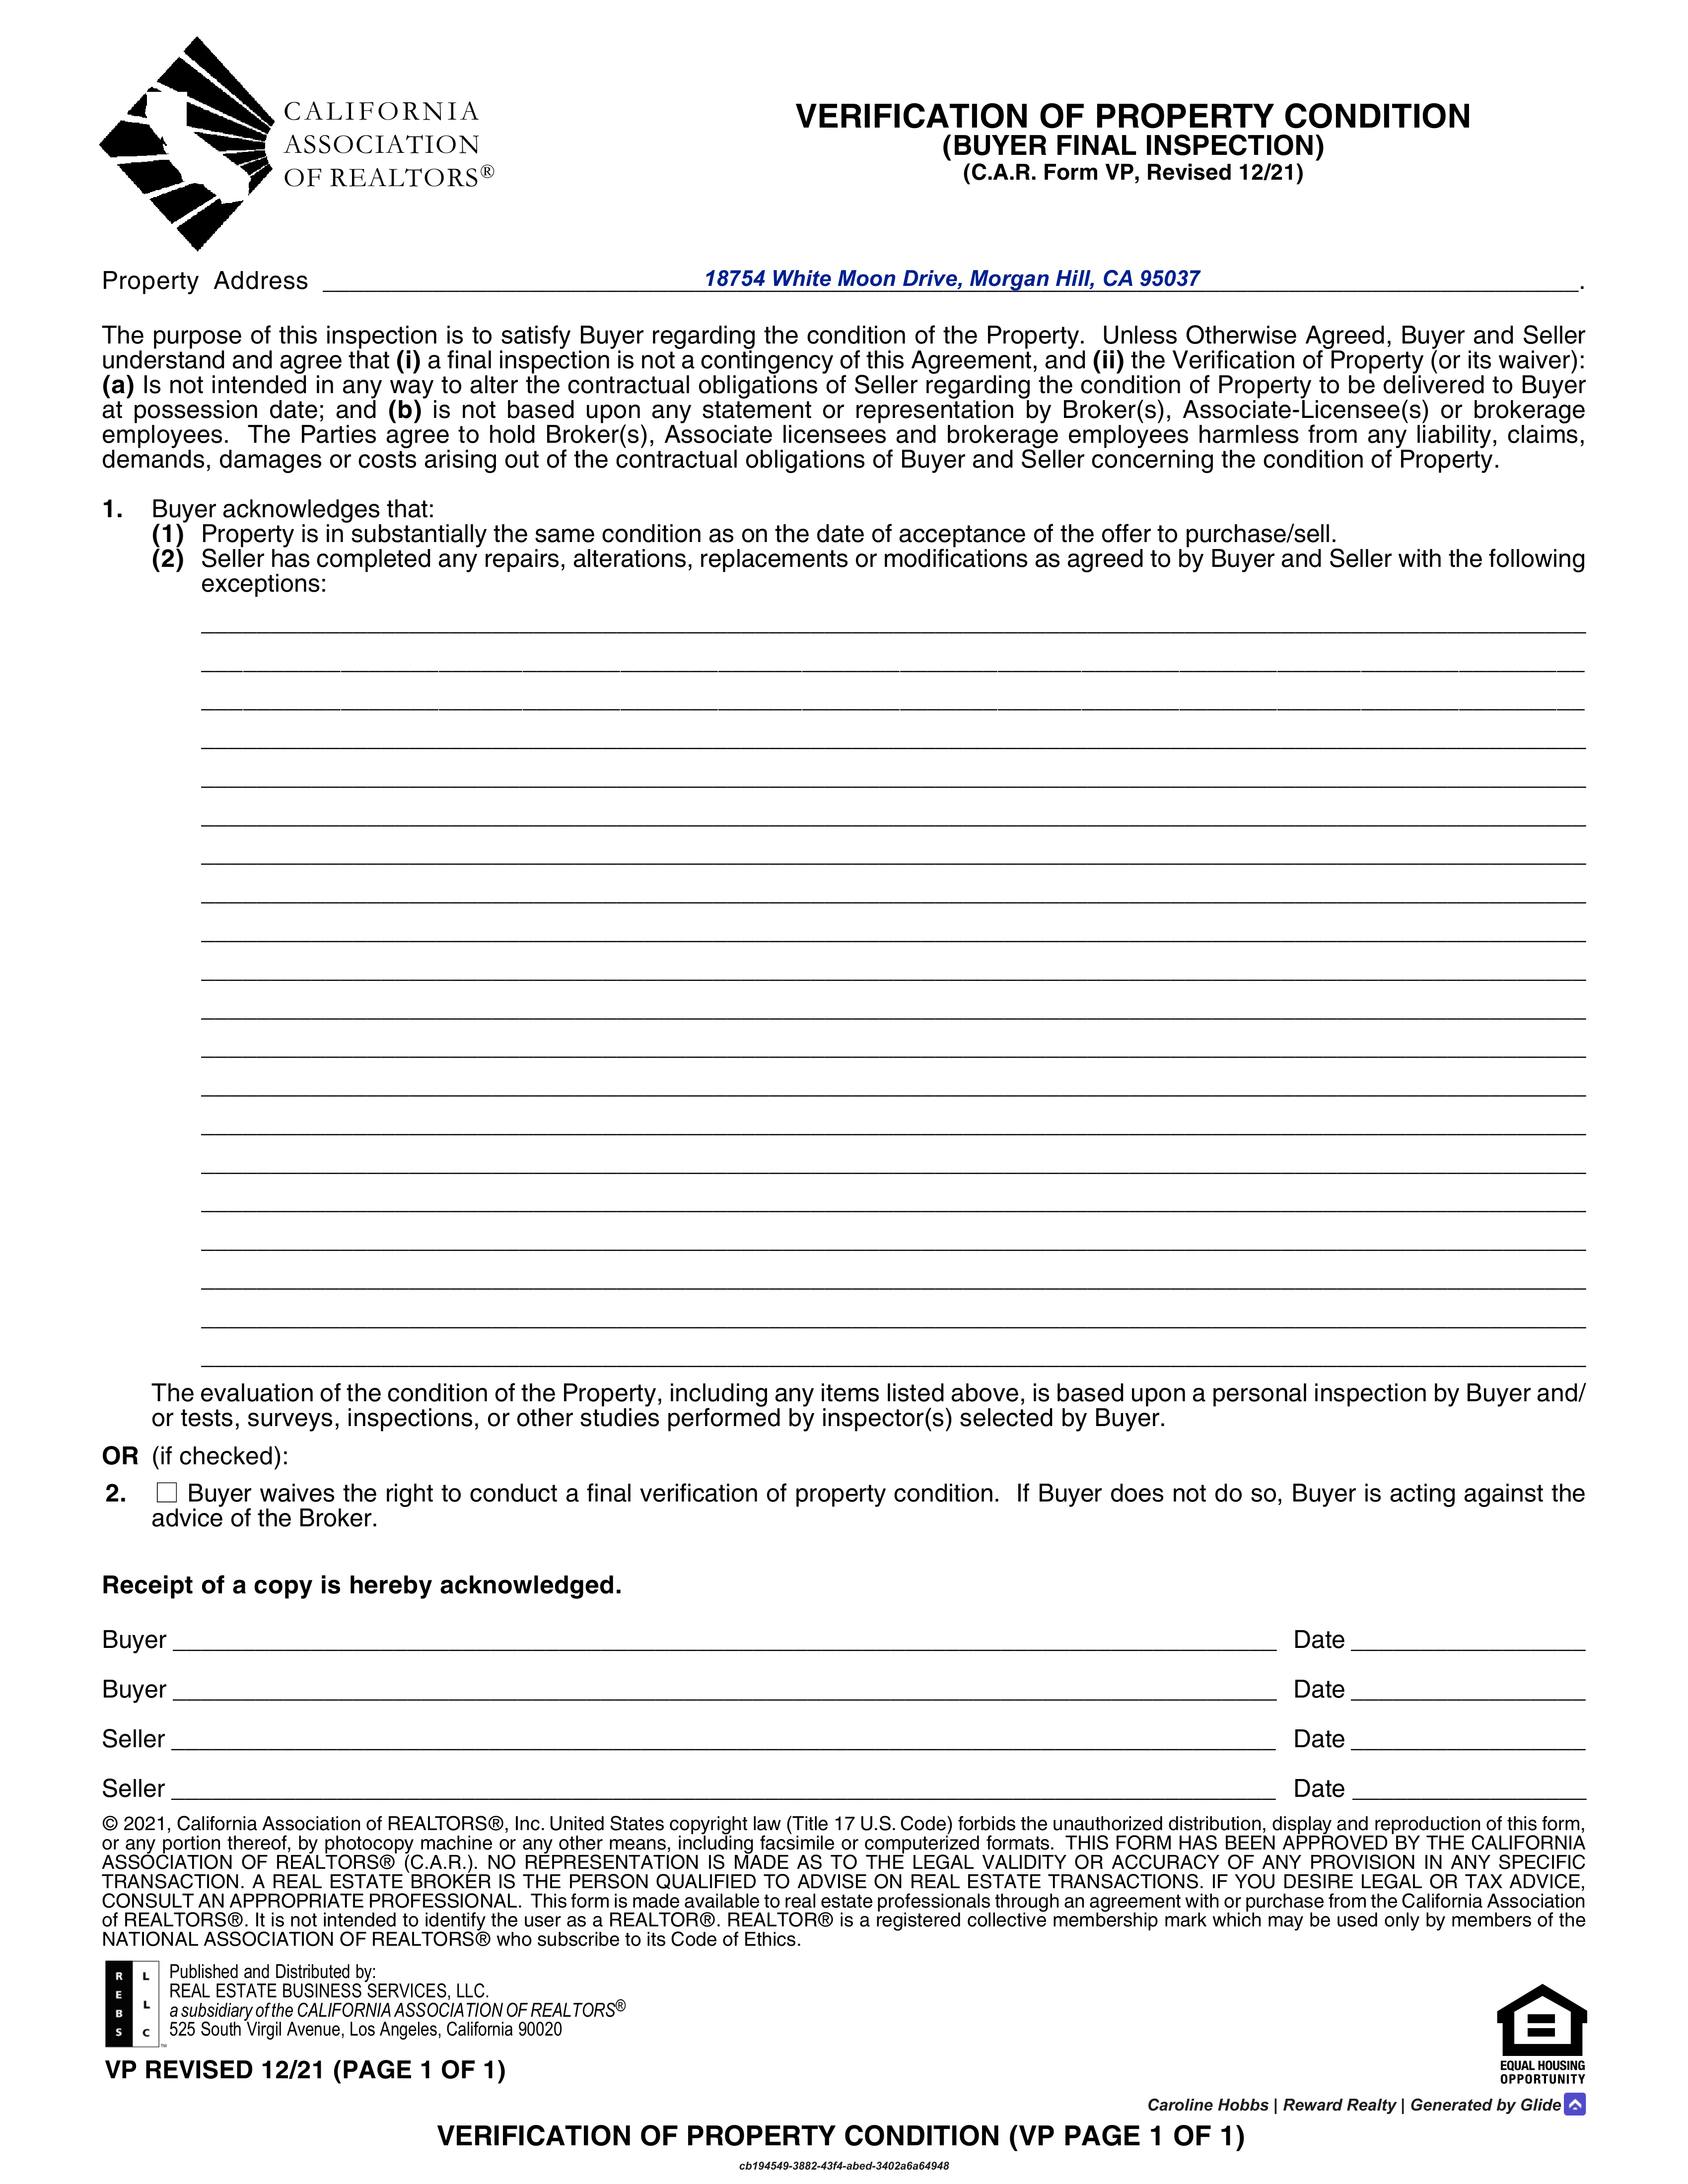 CALIFORNIA
ASSOCIATION
OF REALTORS®
VERIFICATION OF PROPERTY CONDITION
(BUYER FINAL INSPECTION)
(C.A.R. Form VP, Revised 12/21)
Property Address 18754 White Moon Drive, Morgan Hill, CA 95037.
The purpose of this inspection is to satisfy Buyer regarding the condition of the Property. Unless Otherwise Agreed, Buyer and Seller
understand and agree that (i) a final inspection is not a contingency of this Agreement, and (ii) the Verification of Property (or its waiver):
(a) Is not intended in any way to alter the contractual obligations of Seller regarding the condition of Property to be delivered to Buyer
at possession date; and (b) is not based upon any statement or representation by Broker(s), Associate-Licensee(s) or brokerage
employees. The Parties agree to hold Broker(s), Associate licensees and brokerage employees harmless from any liability, claims,
demands, damages or costs arising out of the contractual obligations of Buyer and Seller concerning the condition of Property.
1. Buyer acknowledges that:
(1) Property is in substantially the same condition as on the date of acceptance of the offer to purchase/sell.
(2) Seller has completed any repairs, alterations, replacements or modifications as agreed to by Buyer and Seller with the following
exceptions:
The evaluation of the condition of the Property, including any items listed above, is based upon a personal inspection by Buyer and/
or tests, surveys, inspections, or other studies performed by inspector(s) selected by Buyer.
OR (if checked):
2. ☐ Buyer waives the right to conduct a final verification of property condition. If Buyer does not do so, Buyer is acting against the
advice of the Broker.
Receipt of a copy is hereby acknowledged.
Buyer Date
Buyer Date
Seller Date
Seller Date
© 2021, California Association of REALTORS®, Inc. United States copyright law (Title 17 U.S. Code) forbids the unauthorized distribution, display and reproduction of this form,
or any portion thereof, by photocopy machine or any other means, including facsimile or computerized formats. THIS FORM HAS BEEN APPROVED BY THE CALIFORNIA
ASSOCIATION OF REALTORS® (C.A.R.). NO REPRESENTATION IS MADE AS TO THE LEGAL VALIDITY OR ACCURACY OF ANY PROVISION IN ANY SPECIFIC
TRANSACTION. A REAL ESTATE BROKER IS THE PERSON QUALIFIED TO ADVISE ON REAL ESTATE TRANSACTIONS. IF YOU DESIRE LEGAL OR TAX ADVICE,
CONSULT AN APPROPRIATE PROFESSIONAL. This form is made available to real estate professionals through an agreement with or purchase from the California Association
of REALTORS®. It is not intended to identify the user as a REALTOR®. REALTOR® is a registered collective membership mark which may be used only by members of the
NATIONAL ASSOCIATION OF REALTORS® who subscribe to its Code of Ethics.
R L
E L
B C
S ™
Published and Distributed by:
REAL ESTATE BUSINESS SERVICES, LLC.
a subsidiary of the CALIFORNIA ASSOCIATION OF REALTORS®
525 South Virgil Avenue, Los Angeles, California 90020
VP REVISED 12/21 (PAGE 1 OF 1)
EQUAL HOUSING
OPPORTUNITY
Caroline Hobbs | Reward Realty | Generated by Glide
VERIFICATION OF PROPERTY CONDITION (VP PAGE 1 OF 1)
cb194549-3882-43f4-abed-3402a6a64948